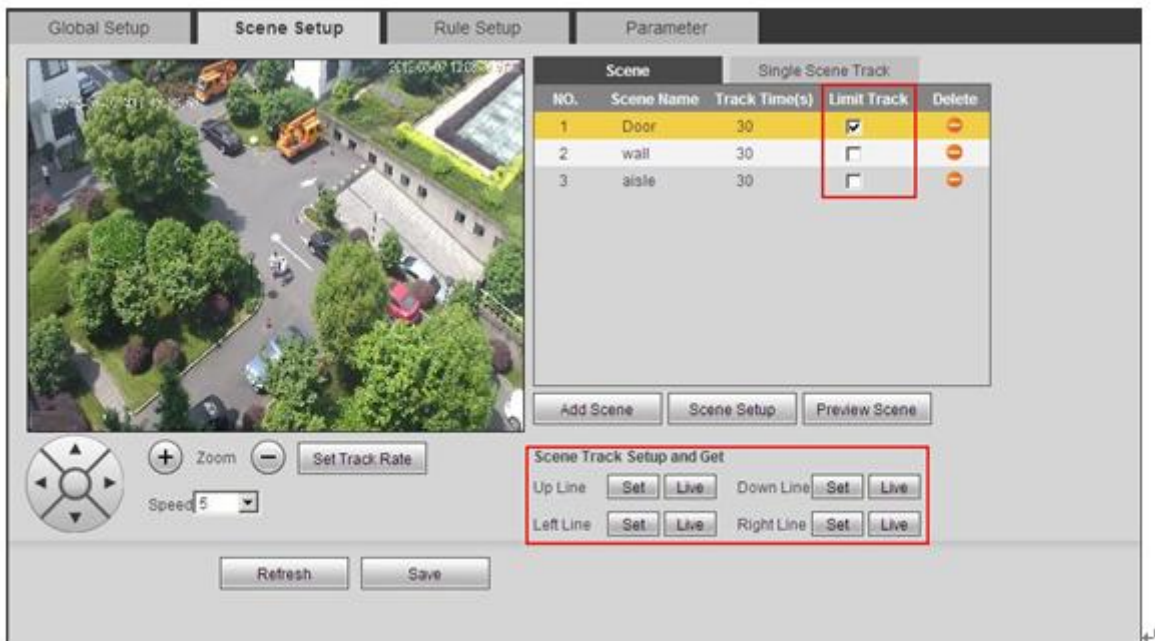 Global Setup
Scene Setup
Rule Setup
Parameter
Scene
Single Scene Track
NO. Scene Name Track Time(s) Limit Track Delete
1 Door 30
2 wall 30
3 aisle 30
Add Scene Scene Setup Preview Scene
Zoom Set Track Rate
Speed 5
Scene Track Setup and Get
Up Line Set Live Down Line Set Live
Left Line Set Live Right Line Set Live
Refresh Save